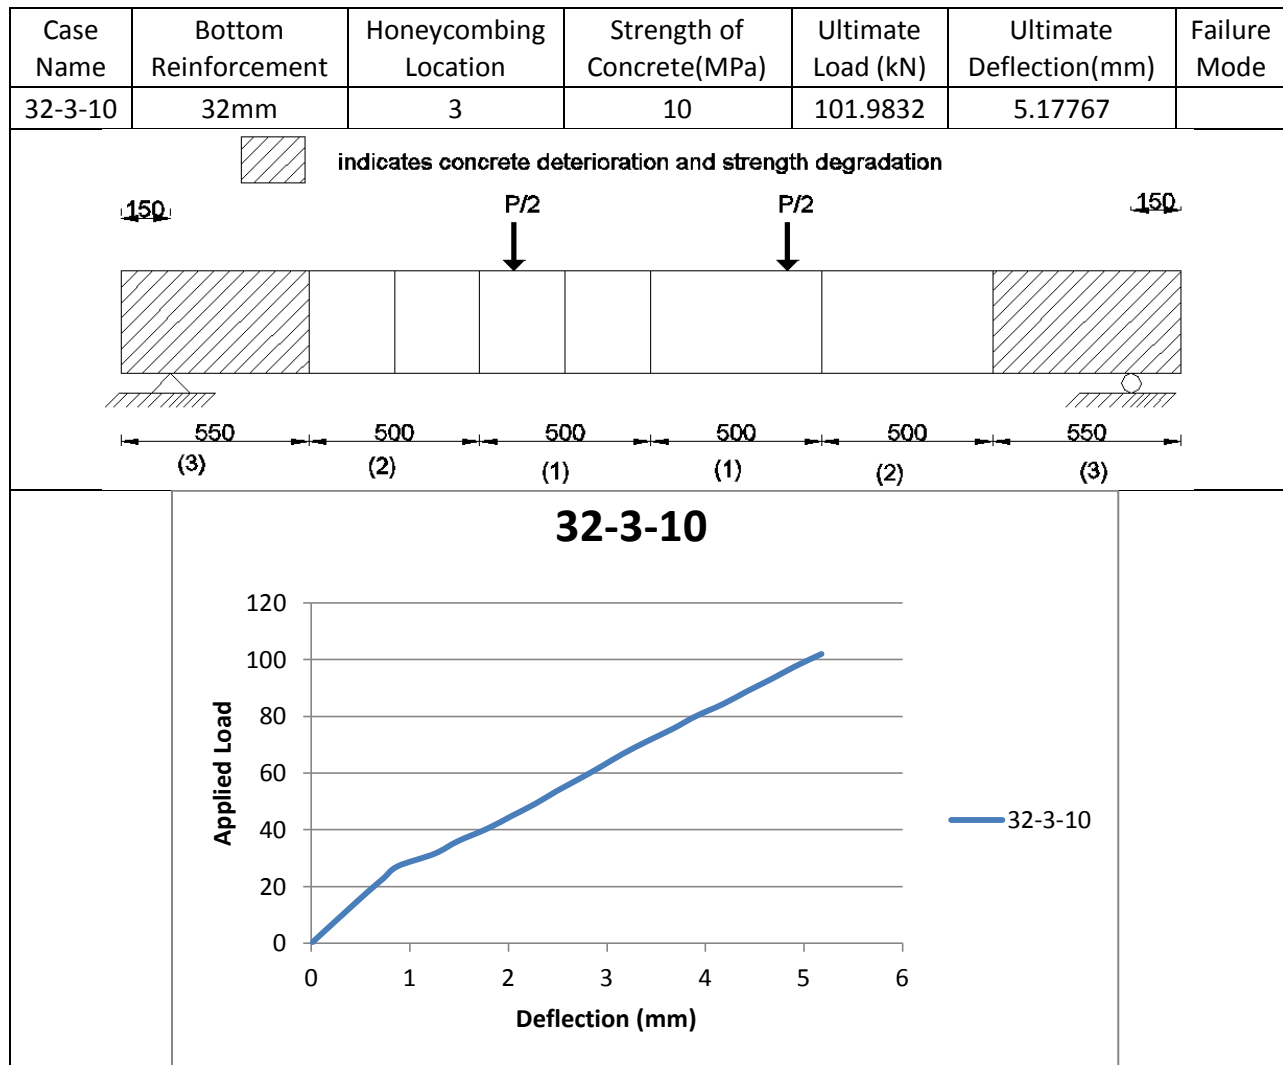 Case Name Bottom Reinforcement Honeycombing Location Strength of Concrete(MPa) Ultimate Load (kN) Ultimate Deflection(mm) Failure Mode
32-3-10 32mm 3 10 101.9832 5.17767
indicates concrete deterioration and strength degradation
150 P/2 P/2 150
550 500 500 500 500 550
(3) (2) (1) (1) (2) (3)
32-3-10
120
100
80
60
40
20
0
Applied Load
0 1 2 3 4 5 6
Deflection (mm)
32-3-10